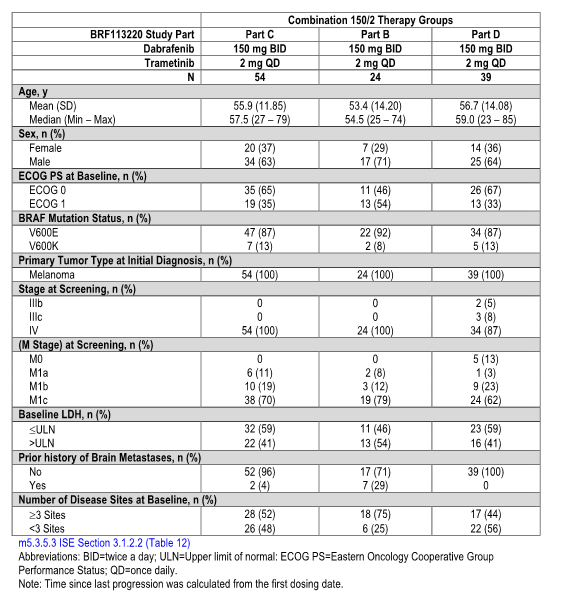 Combination 150/2 Therapy Groups
BRF113220 Study Part Part C Part B Part D
Dabrafenib 150 mg BID 150 mg BID 150 mg BID
Trametinib 2 mg QD 2 mg QD 2 mg QD
N 54 24 39
Age, y
Mean (SD) 55.9 (11.85) 53.4 (14.20) 56.7 (14.08)
Median (Min – Max) 57.5 (27 – 79) 54.5 (25 – 74) 59.0 (23 – 85)
Sex, n (%)
Female 20 (37) 7 (29) 14 (36)
Male 34 (63) 17 (71) 25 (64)
ECOG PS at Baseline, n (%)
ECOG 0 35 (65) 11 (46) 26 (67)
ECOG 1 19 (35) 13 (54) 13 (33)
BRAF Mutation Status, n (%)
V600E 47 (87) 22 (92) 34 (87)
V600K 7 (13) 2 (8) 5 (13)
Primary Tumor Type at Initial Diagnosis, n (%)
Melanoma 54 (100) 24 (100) 39 (100)
Stage at Screening, n (%)
IIIb 0 0 2 (5)
IIIc 0 0 3 (8)
IV 54 (100) 24 (100) 34 (87)
(M Stage) at Screening, n (%)
M0 0 0 5 (13)
M1a 6 (11) 2 (8) 1 (3)
M1b 10 (19) 3 (12) 9 (23)
M1c 38 (70) 19 (79) 24 (62)
Baseline LDH, n (%)
≤ULN 32 (59) 11 (46) 23 (59)
>ULN 22 (41) 13 (54) 16 (41)
Prior history of Brain Metastases, n (%)
No 52 (96) 17 (71) 39 (100)
Yes 2 (4) 7 (29) 0
Number of Disease Sites at Baseline, n (%)
≥3 Sites 28 (52) 18 (75) 17 (44)
<3 Sites 26 (48) 6 (25) 22 (56)
m5.3.5.3 ISE Section 3.1.2.2 (Table 12)
Abbreviations: BID=twice a day; ULN=Upper limit of normal: ECOG PS=Eastern Oncology Cooperative Group
Performance Status; QD=once daily.
Note: Time since last progression was calculated from the first dosing date.